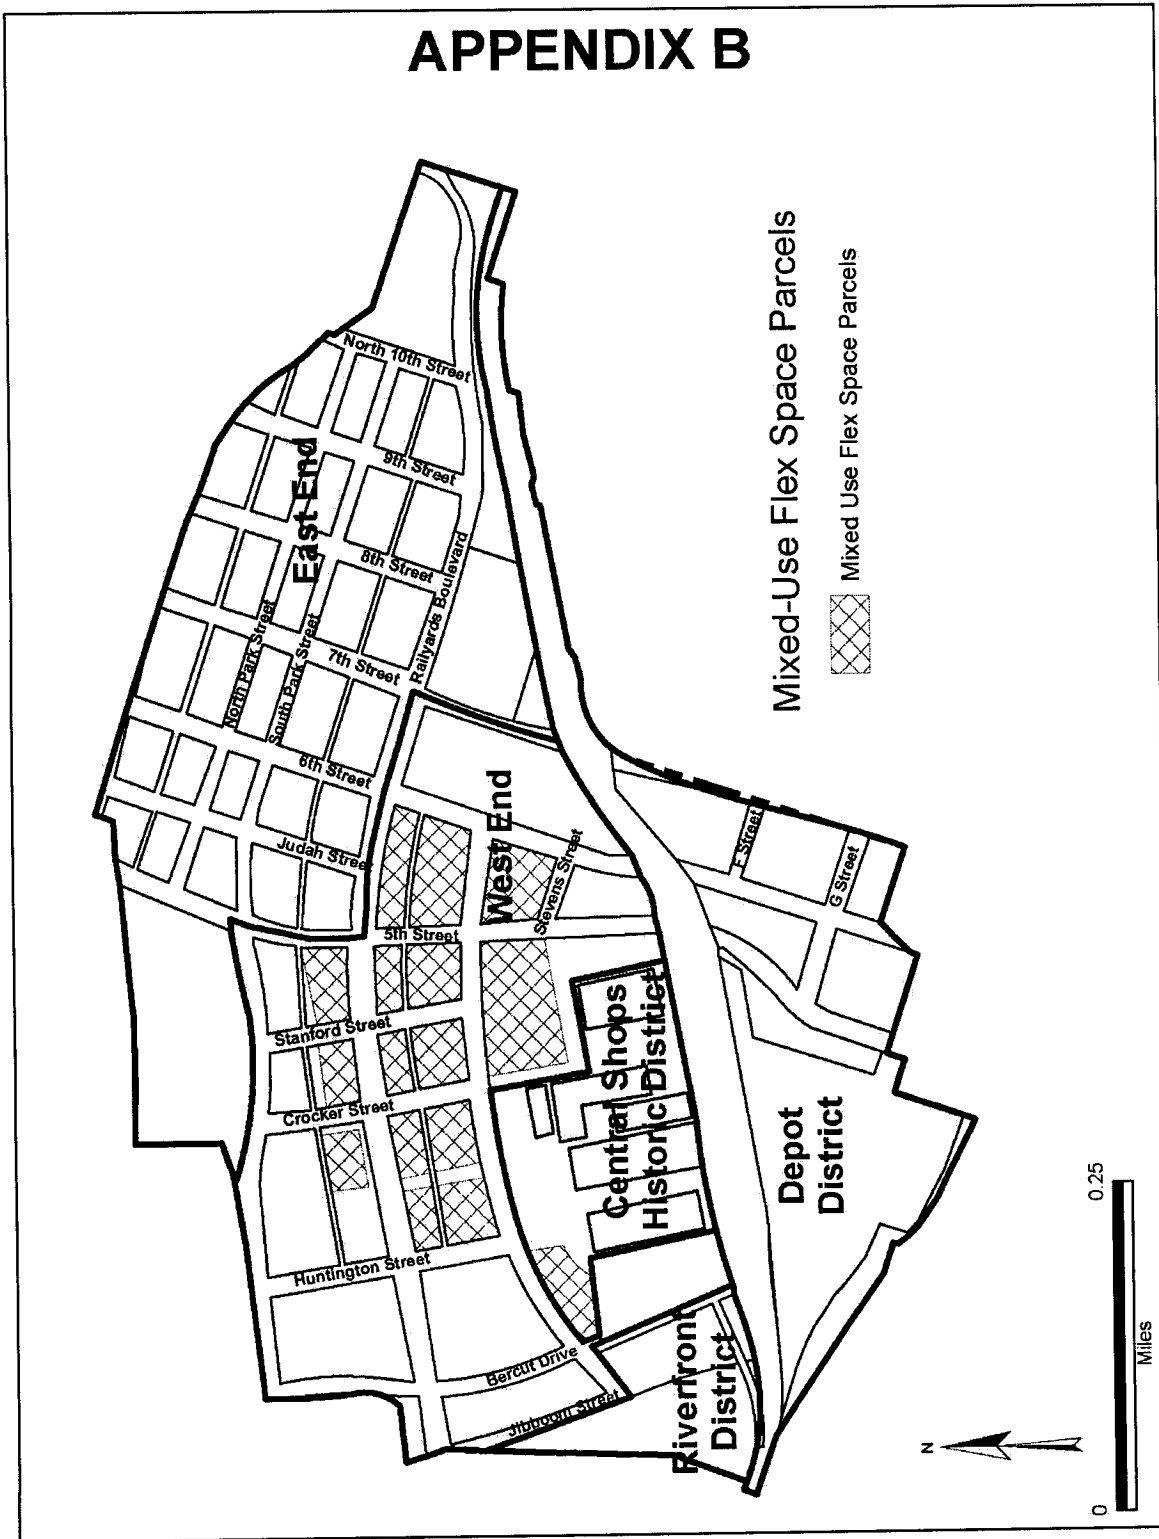 APPENDIX B
East End
North 10th Street
9th Street
8th Street
7th Street
6th Street
Railyards Boulevard
North Park Street
South Park Street
Judah Street
West End
5th Street
Stevens Street
Stanford Street
Crocker Street
Huntington Street
Bercut Drive
Jibboom Street
Central Shops
Historic District
Riverfront
District
Depot
District
F Street
G Street
Mixed-Use Flex Space Parcels
Mixed Use Flex Space Parcels
N
0
0.25
Miles